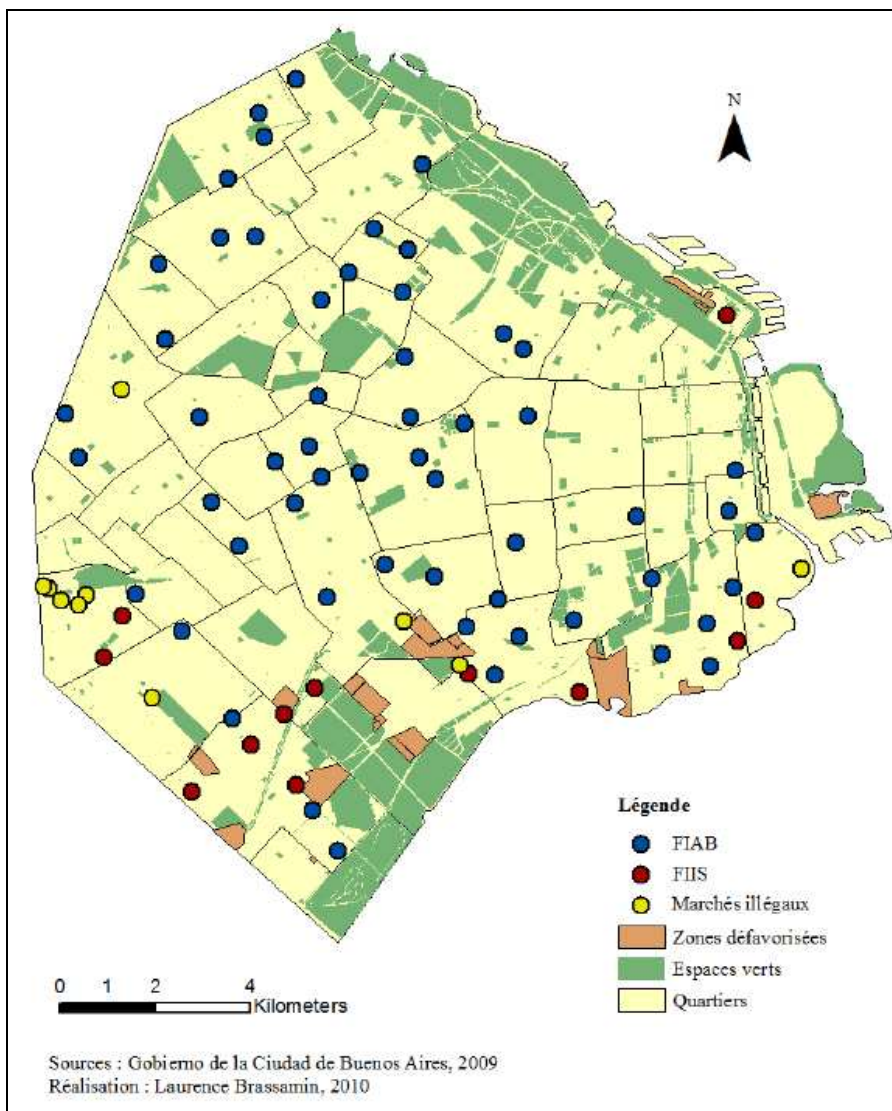 N
Légende
FIAB
FIIS
Marchés illégaux
Zones défavorisées
Espaces verts
Quartiers
0 1 2 4
Kilometers
Sources : Gobierno de la Ciudad de Buenos Aires, 2009
Réalisation : Laurence Brassamin, 2010